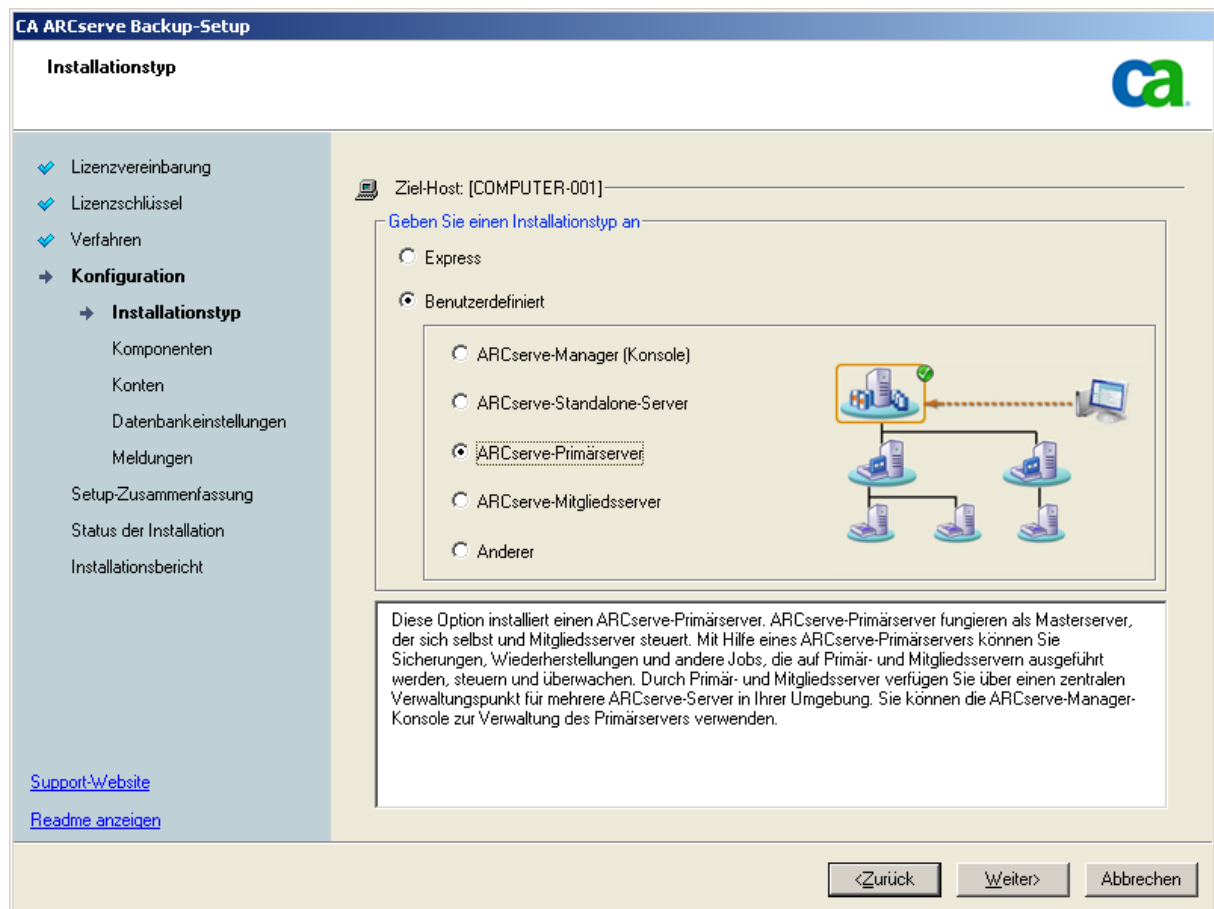 CA ARCserve Backup-Setup
Installationstyp
ca
Lizenzvereinbarung
Lizenzschlüssel
Verfahren
Konfiguration
Installationstyp
Komponenten
Konten
Datenbankeinstellungen
Meldungen
Setup-Zusammenfassung
Status der Installation
Installationsbericht
Support-Website
Readme anzeigen
Ziel-Host: [COMPUTER-001]
Geben Sie einen Installationstyp an
Express
Benutzerdefiniert
ARCserve-Manager (Konsole)
ARCserve-Standalone-Server
ARCserve-Primärserver
ARCserve-Mitgliedsserver
Anderer
Diese Option installiert einen ARCserve-Primärserver. ARCserve-Primärserver fungieren als Masterserver,
der sich selbst und Mitgliedsserver steuert. Mit Hilfe eines ARCserve-Primärservers können Sie
Sicherungen, Wiederherstellungen und andere Jobs, die auf Primär- und Mitgliedsservern ausgeführt
werden, steuern und überwachen. Durch Primär- und Mitgliedsserver verfügen Sie über einen zentralen
Verwaltungspunkt für mehrere ARCserve-Server in Ihrer Umgebung. Sie können die ARCserve-Manager-
Konsole zur Verwaltung des Primärservers verwenden.
<Zurück
Weiter>
Abbrechen